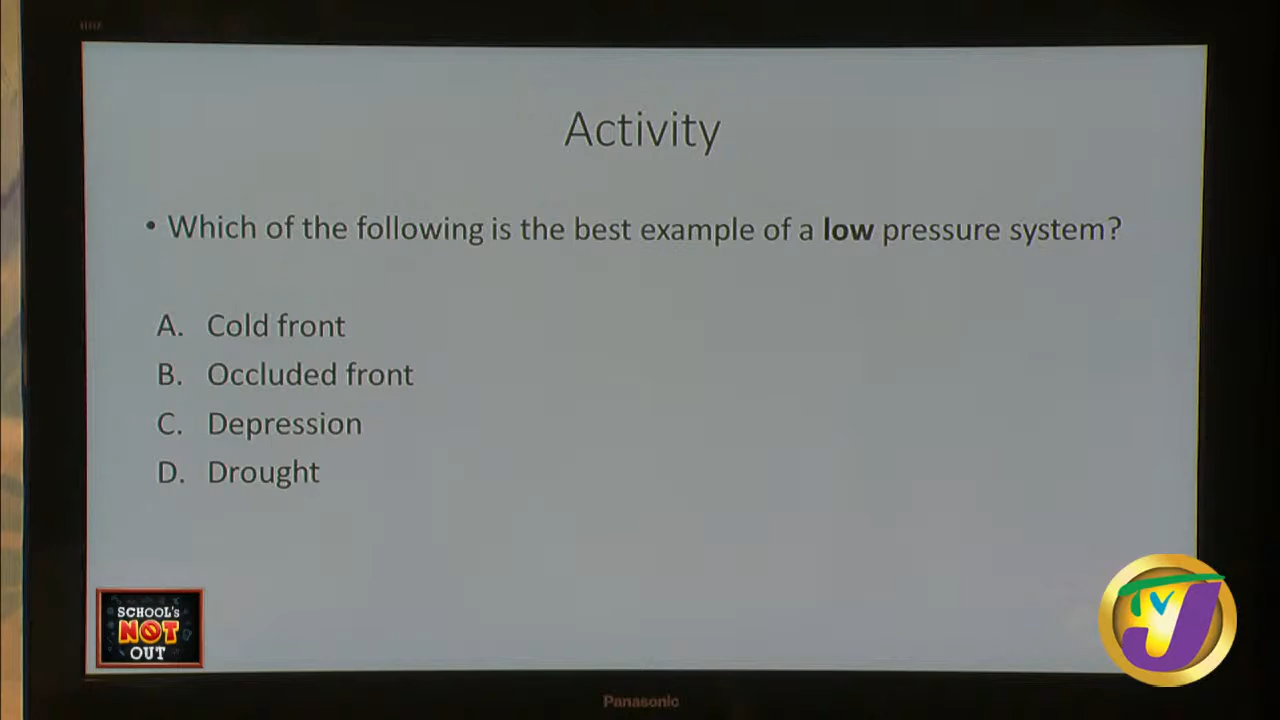 Activity
• Which of the following is the best example of a low pressure system?
A. Cold front
B. Occluded front
C. Depression
D. Drought
SCHOOL's
NOT
OUT
TVJ
Panasonic